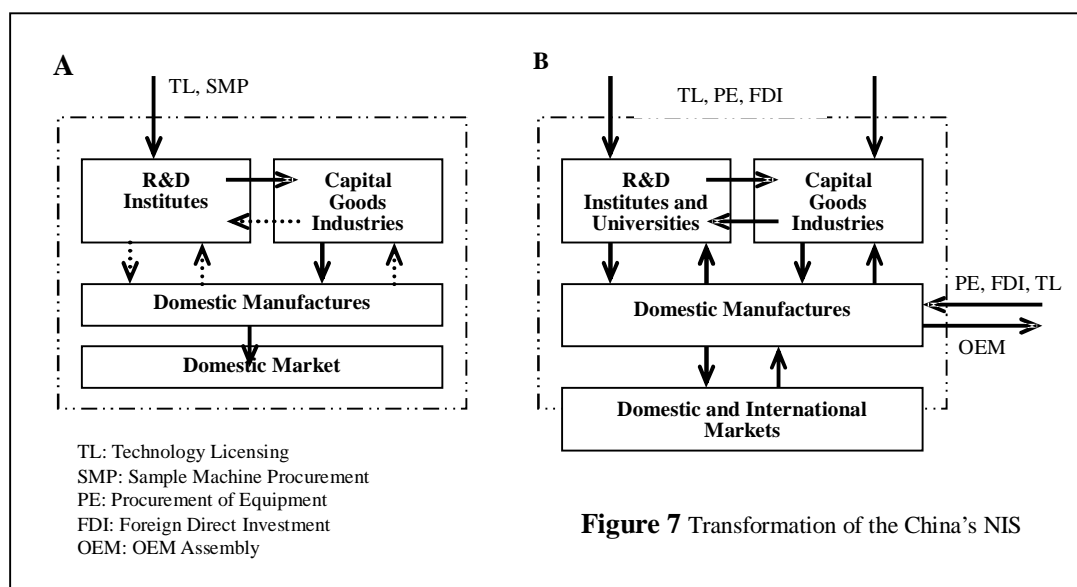 A
TL, SMP
R&D
Institutes
Capital
Goods
Industries
Domestic Manufactures
Domestic Market
TL: Technology Licensing
SMP: Sample Machine Procurement
PE: Procurement of Equipment
FDI: Foreign Direct Investment
OEM: OEM Assembly
B
TL, PE, FDI
R&D
Institutes and
Universities
Capital
Goods
Industries
Domestic Manufactures
PE, FDI, TL
OEM
Domestic and International
Markets
Figure 7 Transformation of the China's NIS